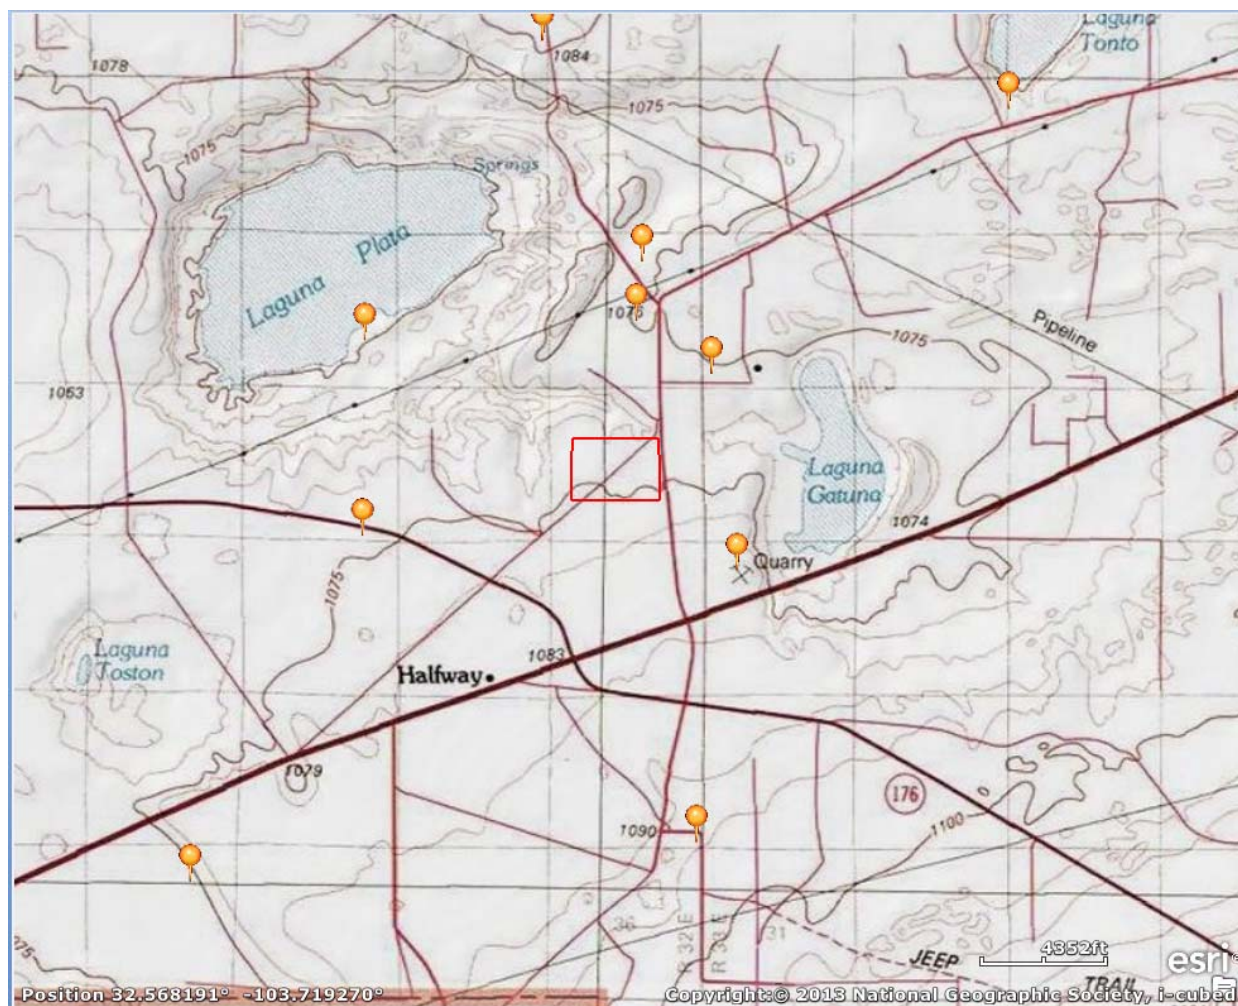 Laguna
Tonto
1084
1078
1075
1075
6
Springs
Laguna Plata
1075
Pipeline
1075
1063
Laguna
Gatuna
1074
Quarry
1075
Laguna
Toston
1083
Halfway
1079
176
1100
1090
36
R 32 E
R 33 E
31
JEEP
TRAIL
4352ft
esri
Position 32.568191° -103.719270°
Copyright:© 2013 National Geographic Society, i-cubed